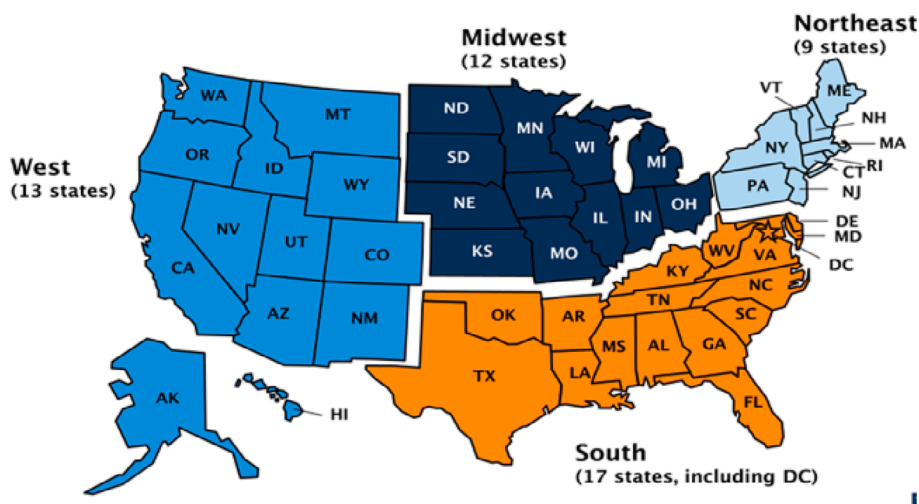 Northeast
(9 states)
Midwest
(12 states)
West
(13 states)
WA
MT
ND
MN
VT
ME
NH
OR
ID
SD
WI
MI
NY
MA
RI
CT
WY
PA
NJ
NE
IA
OH
NV
UT
CO
IL
IN
DE
MD
KS
MO
WV
VA
DC
CA
KY
NC
AZ
NM
OK
AR
TN
SC
MS
AL
GA
TX
LA
FL
AK
HI
South
(17 states, including DC)